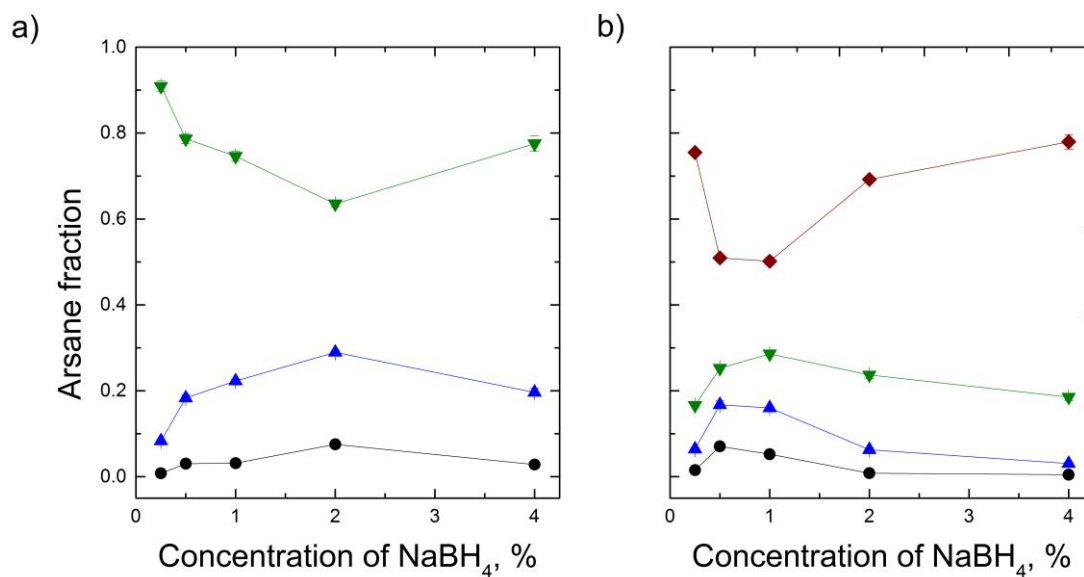 a)
b)
Arsane fraction
1.0
0.8
0.6
0.4
0.2
0.0
0 1 2 3 4
0 1 2 3 4
Concentration of NaBH₄, %
Concentration of NaBH₄, %